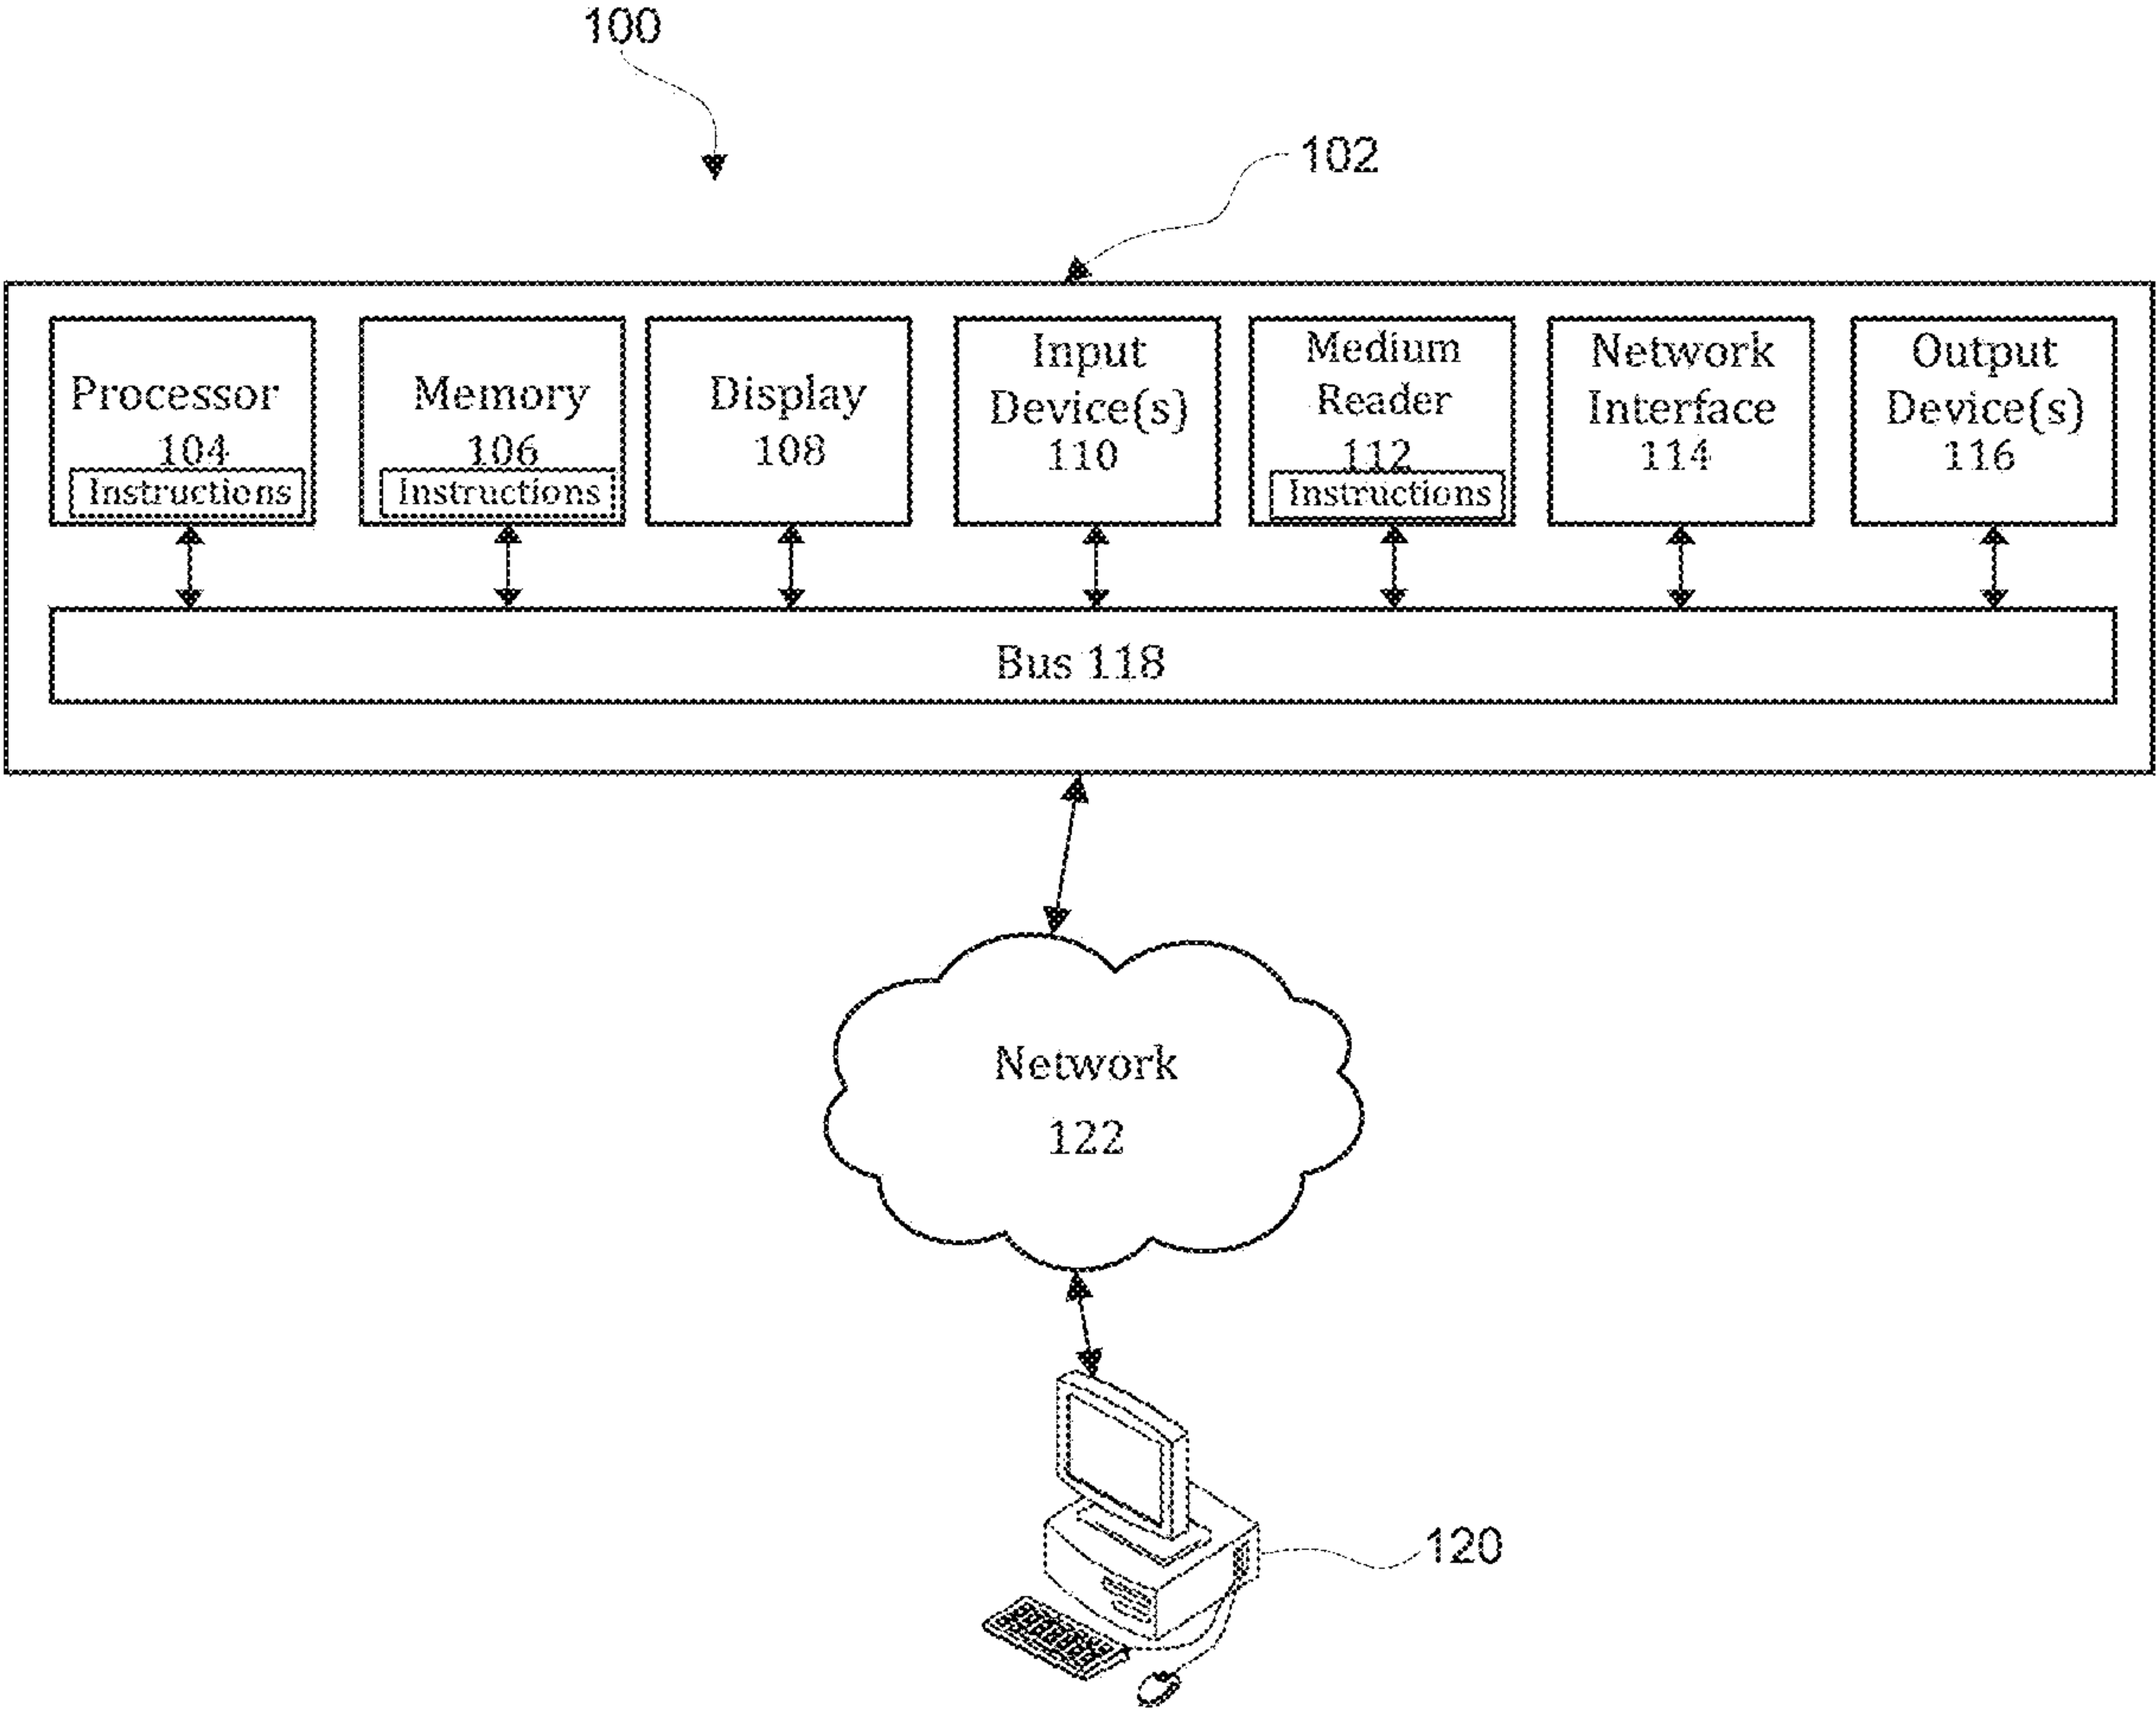 100
102
Processor
104
Instructions
Memory
106
Instructions
Display
108
Input
Device(s)
110
Medium
Reader
112
Instructions
Network
Interface
114
Output
Device(s)
116
Bus 118
Network
122
120